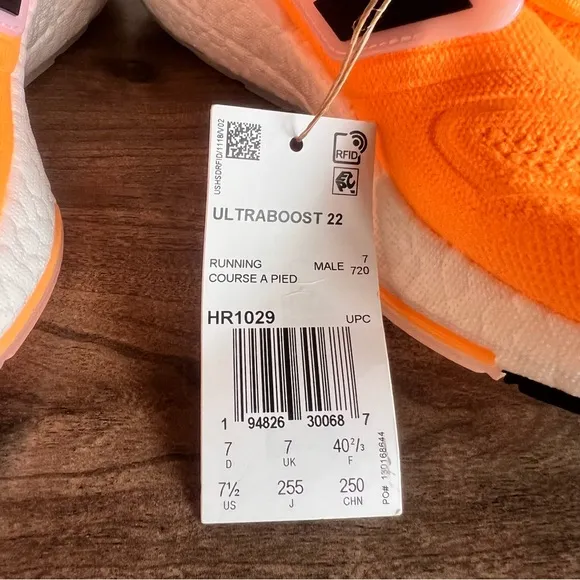 USHSDRFID/1118/V02
RFID
ULTRABOOST 22
RUNNING MALE 7
COURSE A PIED 720
HR1029 UPC
1 94826 30068 7
7 7 40 2/3
D UK F
7½ 255 250
US J CHN
PO# 130168644